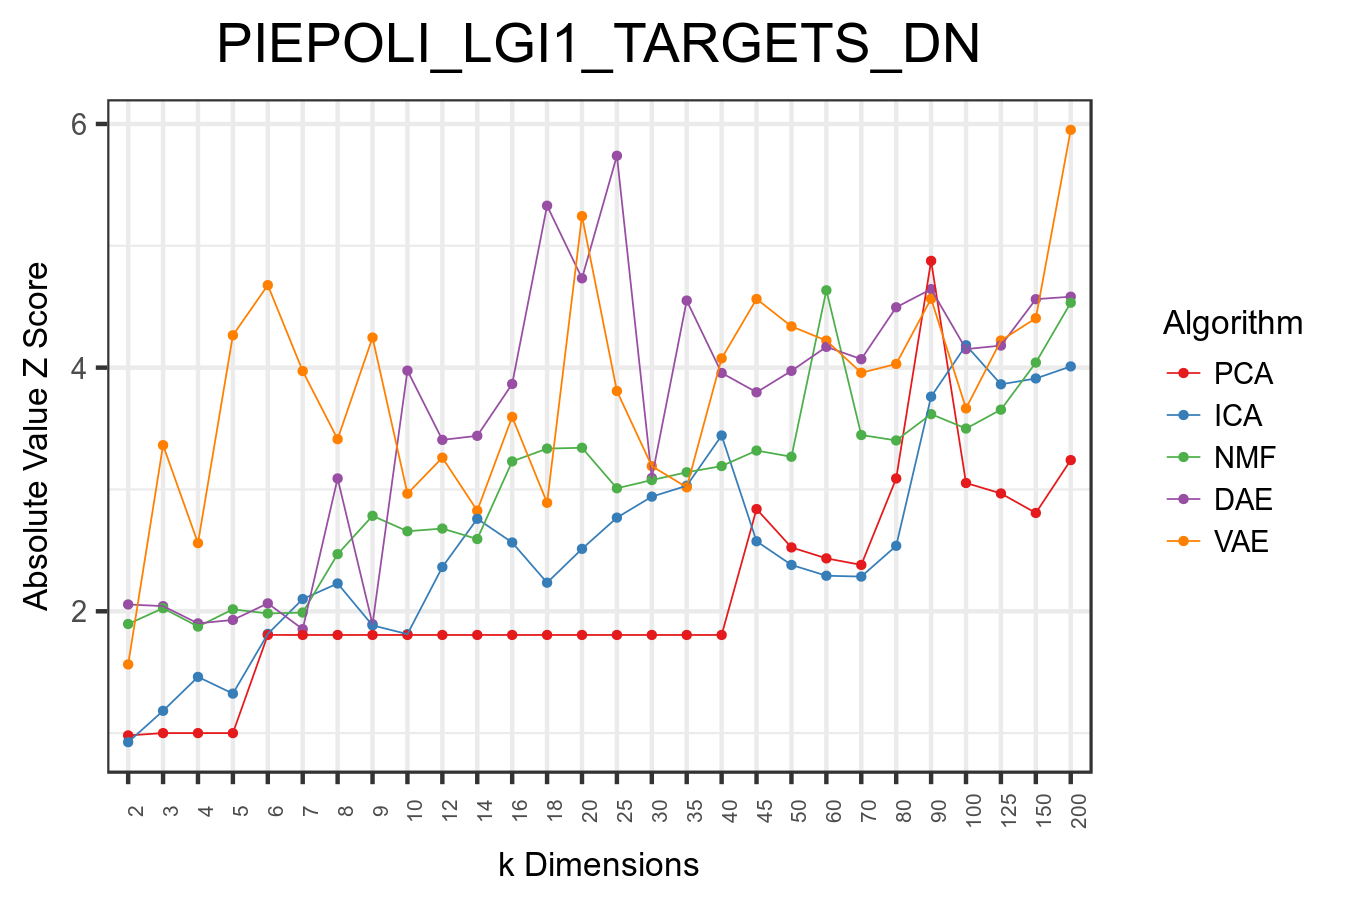 PIEPOLI_LGI1_TARGETS_DN
Absolute Value Z Score
6
4
2
2 3 4 5 6 7 8 9 10 12 14 16 18 20 25 30 35 40 45 50 60 70 80 90 100 125 150 200
k Dimensions
Algorithm
PCA
ICA
NMF
DAE
VAE